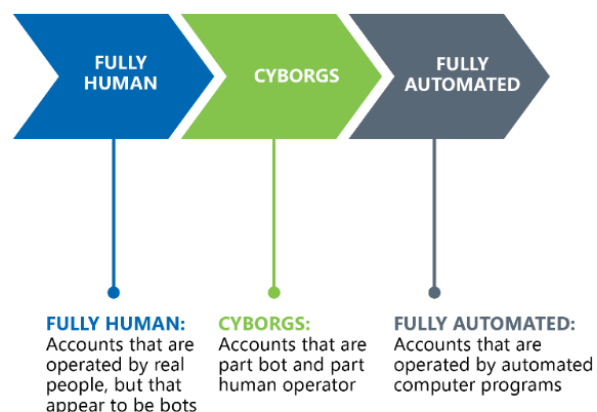 FULLY
HUMAN
CYBORGS
FULLY
AUTOMATED
FULLY HUMAN:
Accounts that are
operated by real
people, but that
appear to be bots
CYBORGS:
Accounts that are
part bot and part
human operator
FULLY AUTOMATED:
Accounts that are
operated by automated
computer programs